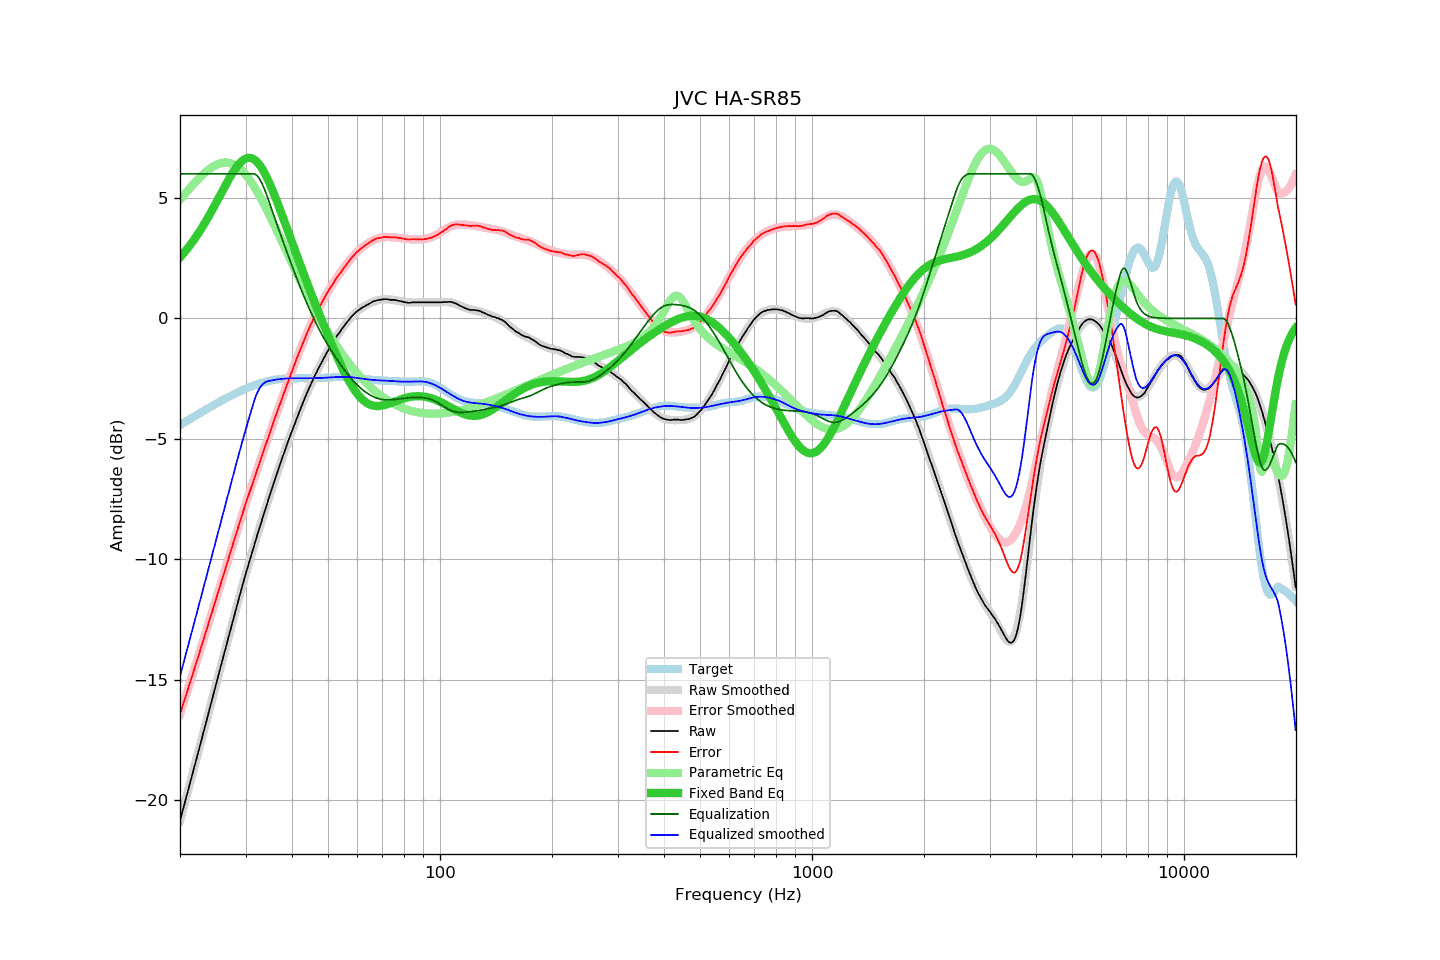 JVC HA-SR85
5
0
−5
−10
−15
−20
Amplitude (dBr)
Target
Raw Smoothed
Error Smoothed
Raw
Error
Parametric Eq
Fixed Band Eq
Equalization
Equalized smoothed
100
1000
10000
Frequency (Hz)